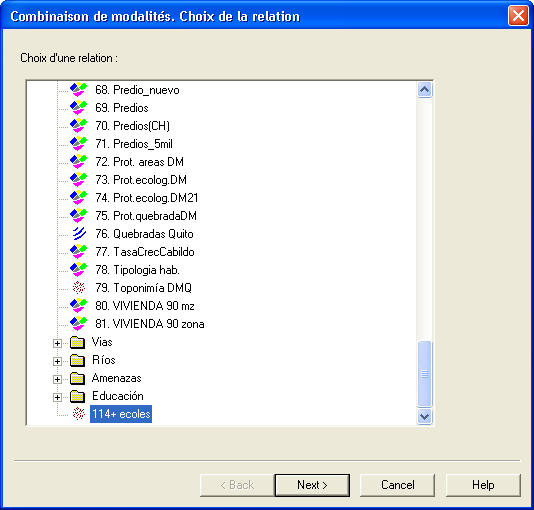 Combinaison de modalités. Choix de la relation
Choix d'une relation :
68. Predio_nuevo
69. Predios
70. Predios(CH)
71. Predios_5mil
72. Prot. areas DM
73. Prot.ecolog.DM
74. Prot.ecolog.DM21
75. Prot.quebradaDM
76. Quebradas Quito
77. TasaCrecCabildo
78. Tipologia hab.
79. Toponimía DMQ
80. VIVIENDA 90 mz
81. VIVIENDA 90 zona
Vias
Ríos
Amenazas
Educación
114+ ecoles
< Back Next > Cancel Help